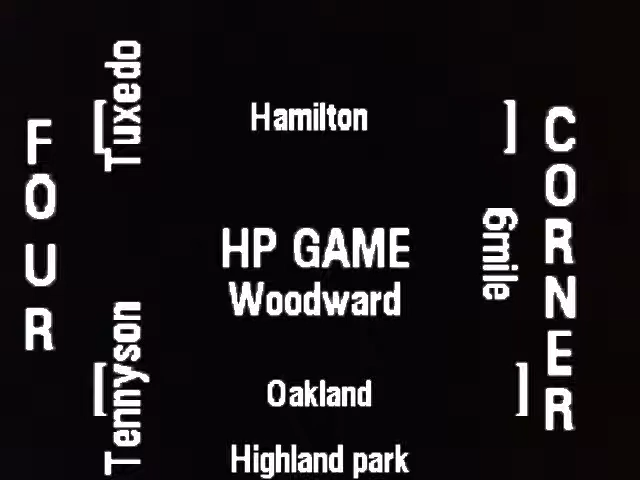 FOUR
Tuxedo
[
Hamilton
]
CORNER
HP GAME
Woodward
6mile
Tennyson
[
Oakland
]
Highland park